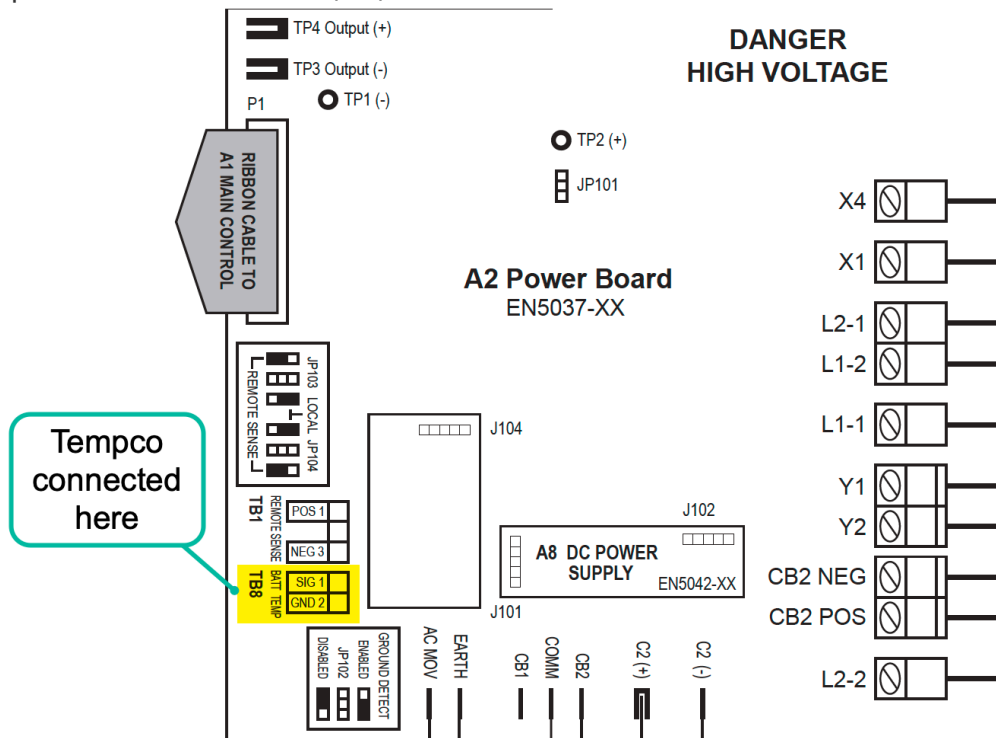 TP4 Output (+)
TP3 Output (-)
TP1 (-)
P1
DANGER
HIGH VOLTAGE
TP2 (+)
JP101
RIBBON CABLE TO
A1 MAIN CONTROL
A2 Power Board
EN5037-XX
X4
X1
L2-1
L1-2
L1-1
Y1
Y2
CB2 NEG
CB2 POS
L2-2
JP103 LOCAL JP104
REMOTE SENSE
J104
Tempco
connected
here
TB1
REMOTE SENSE
POS 1
NEG 3
TB8
BATT TEMP
SIG 1
GND 2
J102
A8 DC POWER
SUPPLY
EN5042-XX
J101
GROUND DETECT
ENABLED
JP102
DISABLED
AC MOV
EARTH
CB1
COMM
CB2
C2 (+)
C2 (-)